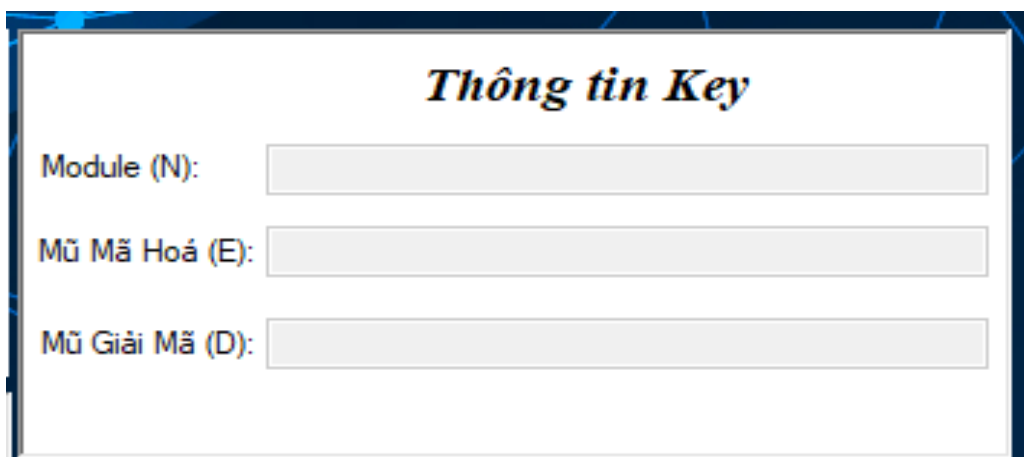 Thông tin Key
Module (N):
Mũ Mã Hoá (E):
Mũ Giải Mã (D):